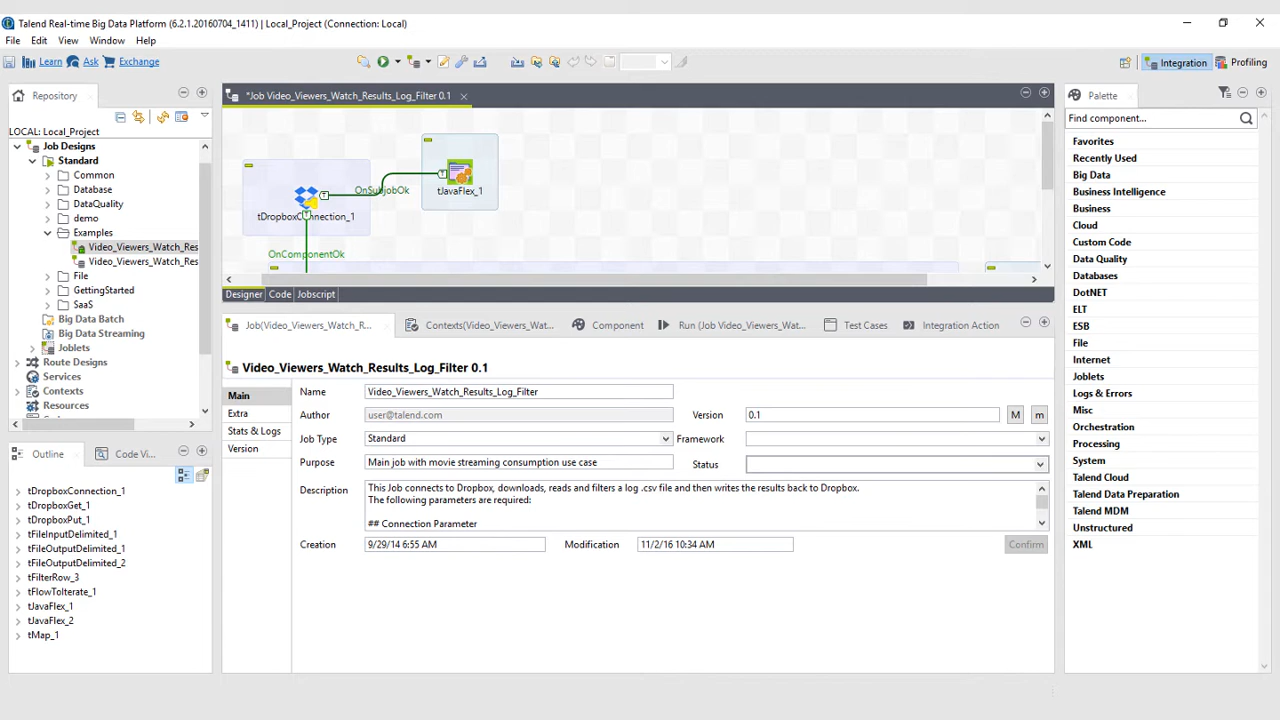 Talend Real-time Big Data Platform (6.2.1.20160704_1411) | Local_Project (Connection: Local)
File Edit View Window Help
Learn Ask Exchange
Integration Profiling
Repository
LOCAL: Local_Project
Job Designs
Standard
Common
Database
DataQuality
demo
Examples
Video_Viewers_Watch_Res
Video_Viewers_Watch_Res
File
GettingStarted
SaaS
Big Data Batch
Big Data Streaming
Joblets
Route Designs
Services
Contexts
Resources
Outline
Code Vi...
tDropboxConnection_1
tDropboxGet_1
tDropboxPut_1
tFileInputDelimited_1
tFileOutputDelimited_1
tFileOutputDelimited_2
tFilterRow_3
tFlowToIterate_1
tJavaFlex_1
tJavaFlex_2
tMap_1
*Job Video_Viewers_Watch_Results_Log_Filter 0.1
OnSubjobOk
tJavaFlex_1
tDropboxConnection_1
OnComponentOk
Designer Code Jobscript
Job(Video_Viewers_Watch_R...
Contexts(Video_Viewers_Wat...
Component
Run (Job Video_Viewers_Wat...
Test Cases
Integration Action
Video_Viewers_Watch_Results_Log_Filter 0.1
Main
Extra
Stats & Logs
Version
Name Video_Viewers_Watch_Results_Log_Filter
Author user@talend.com Version 0.1 M m
Job Type Standard Framework
Purpose Main job with movie streaming consumption use case Status
Description This Job connects to Dropbox, downloads, reads and filters a log .csv file and then writes the results back to Dropbox.
The following parameters are required:
## Connection Parameter
Creation 9/29/14 6:55 AM Modification 11/2/16 10:34 AM Confirm
Palette
Find component...
Favorites
Recently Used
Big Data
Business Intelligence
Business
Cloud
Custom Code
Data Quality
Databases
DotNET
ELT
ESB
File
Internet
Joblets
Logs & Errors
Misc
Orchestration
Processing
System
Talend Cloud
Talend Data Preparation
Talend MDM
Unstructured
XML